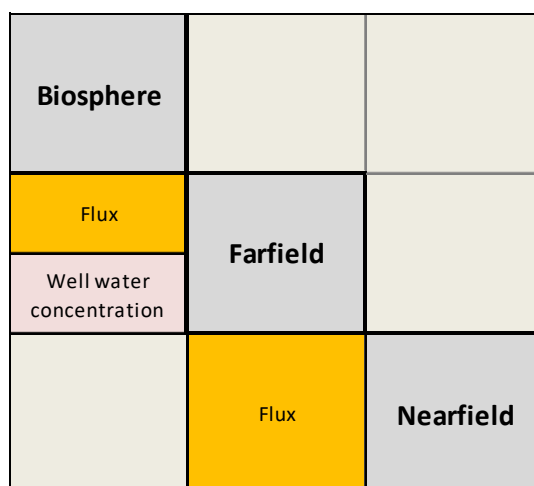 Biosphere
Flux
Well water
concentration
Farfield
Flux
Nearfield